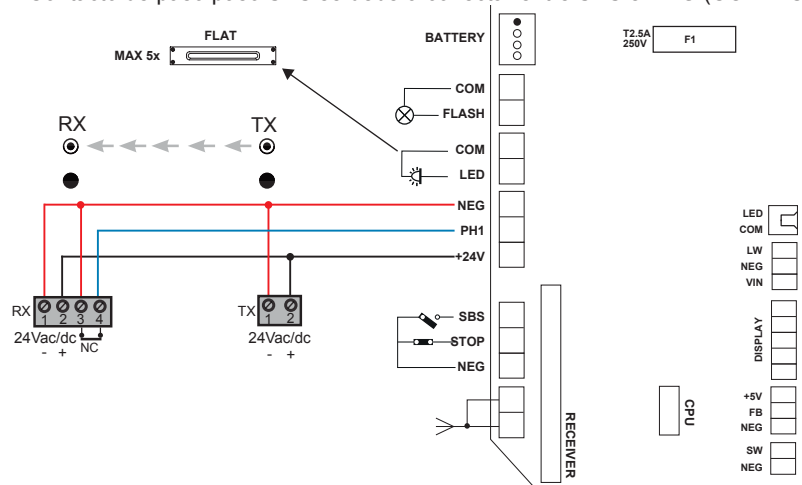 BATTERY
T2.5A
250V
F1
FLAT
MAX 5x
COM
FLASH
RX
TX
COM
LED
NEG
PH1
+24V
LED
COM
LW
NEG
VIN
RX
1 2 3 4
24Vac/dc
- +
NC
TX
1 2
24Vac/dc
- +
SBS
STOP
NEG
DISPLAY
+5V
FB
NEG
CPU
RECEIVER
SW
NEG